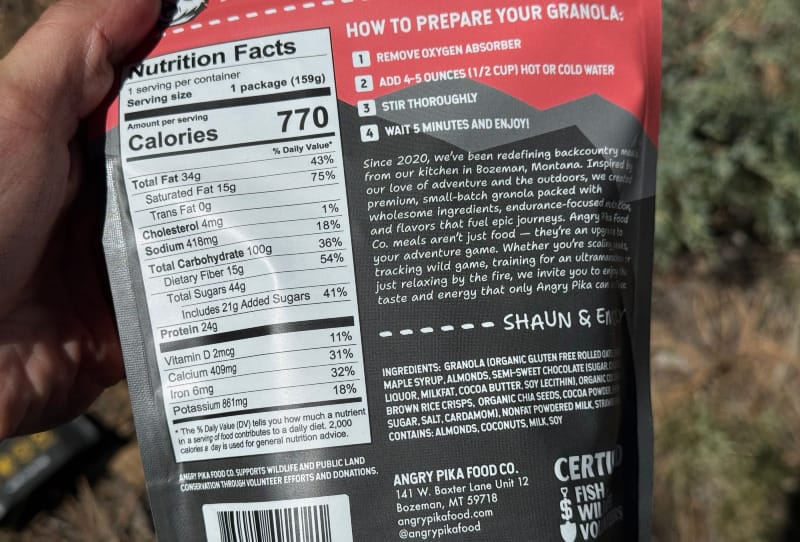 Nutrition Facts
1 serving per container
Serving size 1 package (159g)
Amount per serving
Calories 770
% Daily Value*
Total Fat 34g 43%
Saturated Fat 15g 75%
Trans Fat 0g
Cholesterol 4mg 1%
Sodium 418mg 18%
Total Carbohydrate 100g 36%
Dietary Fiber 15g 54%
Total Sugars 44g
Includes 21g Added Sugars 41%
Protein 24g
Vitamin D 2mcg 11%
Calcium 409mg 31%
Iron 6mg 32%
Potassium 861mg 18%
* The % Daily Value (DV) tells you how much a nutrient
in a serving of food contributes to a daily diet. 2,000
calories a day is used for general nutrition advice.
ANGRY PIKA FOOD CO. SUPPORTS WILDLIFE AND PUBLIC LAND
CONSERVATION THROUGH VOLUNTEER EFFORTS AND DONATIONS.
HOW TO PREPARE YOUR GRANOLA:
1 REMOVE OXYGEN ABSORBER
2 ADD 4-5 OUNCES (1/2 CUP) HOT OR COLD WATER
3 STIR THOROUGHLY
4 WAIT 5 MINUTES AND ENJOY!
Since 2020, we've been redefining backcountry
from our kitchen in Bozeman, Montana. Inspired by
our love of adventure and the outdoors, we
premium, small-batch granola packed with
wholesome ingredients, endurance-focused nutrition,
and flavors that fuel epic journeys. Angry Pika Food
Co. meals aren't just food — they're an upgrade to
your adventure game. Whether you're scaling
tracking wild game, training for an ultramarathon or
just relaxing by the fire, we invite you to enjoy the
taste and energy that only Angry Pika can
SHAUN &
INGREDIENTS: GRANOLA (ORGANIC GLUTEN FREE ROLLED
MAPLE SYRUP, ALMONDS, SEMI-SWEET CHOCOLATE (SUGAR,
LIQUOR, MILKFAT, COCOA BUTTER, SOY LECITHIN), ORGANIC
BROWN RICE CRISPS, ORGANIC CHIA SEEDS, COCOA POWDER,
SUGAR, SALT, CARDAMOM), NONFAT POWDERED MILK,
CONTAINS: ALMONDS, COCONUTS, MILK, SOY
ANGRY PIKA FOOD CO.
141 W. Baxter Lane Unit 12
Bozeman, MT 59718
angrypikafood.com
@angrypikafood
FISH